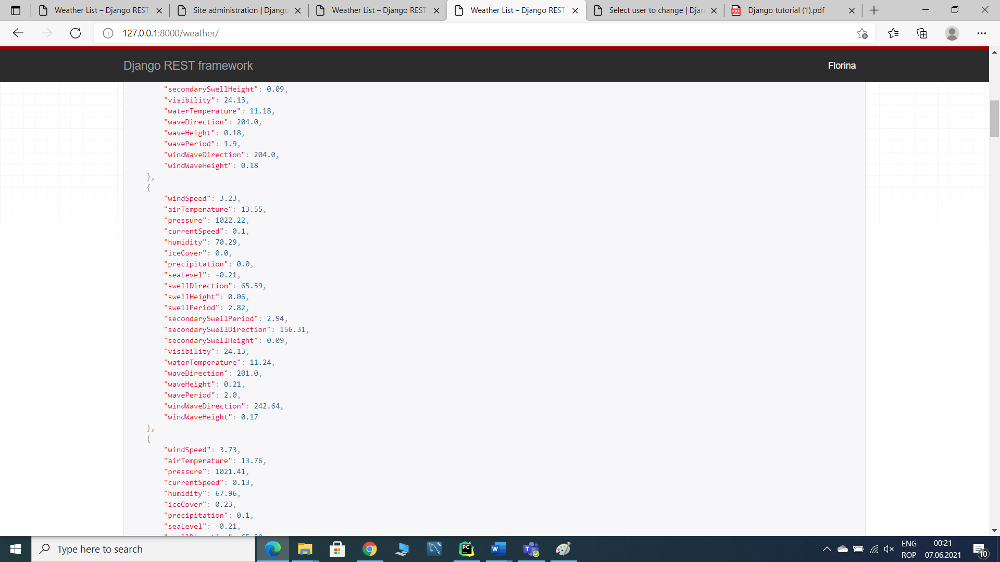 Weather List – Django REST
Site administration | Django
Weather List – Django REST
Weather List – Django REST
Select user to change | Djan
Django tutorial (1).pdf
127.0.0.1:8000/weather/
Django REST framework
Florina
"secondarySwellHeight": 0.09,
"visibility": 24.13,
"waterTemperature": 11.18,
"waveDirection": 204.0,
"waveHeight": 0.18,
"wavePeriod": 1.9,
"windWaveDirection": 204.0,
"windWaveHeight": 0.18
},
{
"windSpeed": 3.23,
"airTemperature": 13.55,
"pressure": 1022.22,
"currentSpeed": 0.1,
"humidity": 70.29,
"iceCover": 0.0,
"precipitation": 0.0,
"seaLevel": -0.21,
"swellDirection": 65.59,
"swellHeight": 0.06,
"swellPeriod": 2.82,
"secondarySwellPeriod": 2.94,
"secondarySwellDirection": 156.31,
"secondarySwellHeight": 0.09,
"visibility": 24.13,
"waterTemperature": 11.24,
"waveDirection": 201.0,
"waveHeight": 0.21,
"wavePeriod": 2.0,
"windWaveDirection": 242.64,
"windWaveHeight": 0.17
},
{
"windSpeed": 3.73,
"airTemperature": 13.76,
"pressure": 1021.41,
"currentSpeed": 0.13,
"humidity": 67.96,
"iceCover": 0.23,
"precipitation": 0.1,
"seaLevel": -0.21,
Type here to search
ENG
ROP
00:21
07.06.2021
10